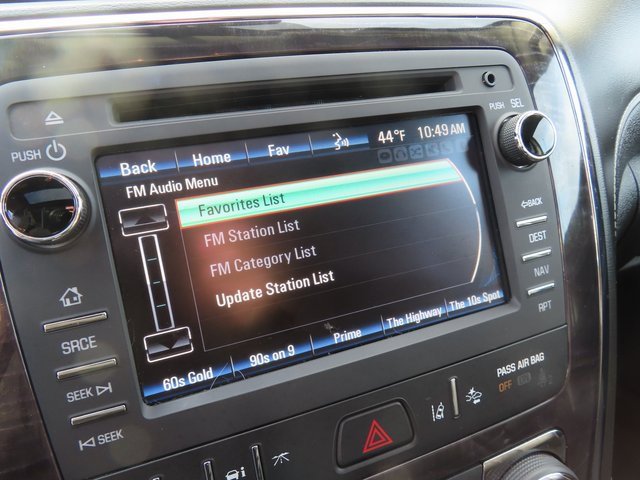 PUSH SEL
PUSH
Back Home Fav 44°F 10:49 AM
FM Audio Menu
Favorites List
FM Station List
FM Category List
Update Station List
60s Gold 90s on 9 Prime The Highway The 10s Spot
BACK
DEST
NAV
RPT
SRCE
SEEK
SEEK
PASS AIR BAG
OFF